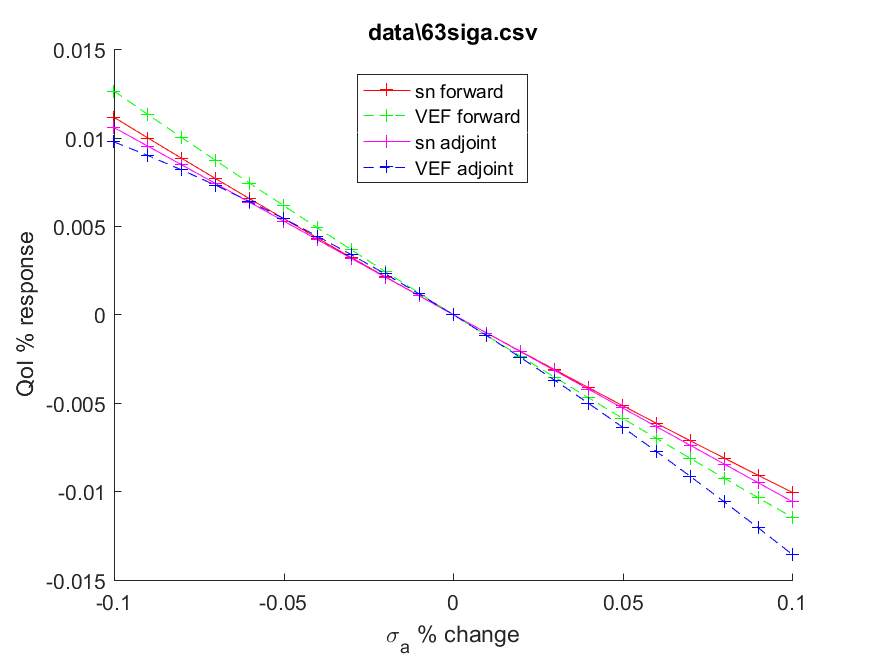 data\63siga.csv
sn forward
VEF forward
sn adjoint
VEF adjoint
QoI % response
0.015
0.01
0.005
0
-0.005
-0.01
-0.015
-0.1
-0.05
0
0.05
0.1
σa % change